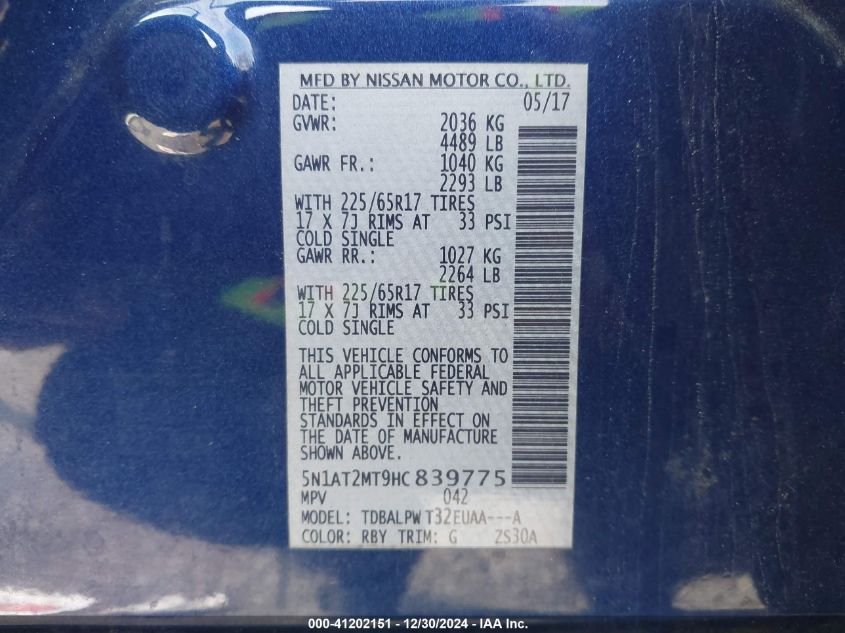 MFD BY NISSAN MOTOR CO., LTD.
DATE: 05/17
GVWR: 2036 KG
4489 LB
GAWR FR.: 1040 KG
2293 LB
WITH 225/65R17 TIRES
17 X 7J RIMS AT 33 PSI
COLD SINGLE
GAWR RR.: 1027 KG
2264 LB
WITH 225/65R17 TIRES
17 X 7J RIMS AT 33 PSI
COLD SINGLE
THIS VEHICLE CONFORMS TO
ALL APPLICABLE FEDERAL
MOTOR VEHICLE SAFETY AND
THEFT PREVENTION
STANDARDS IN EFFECT ON
THE DATE OF MANUFACTURE
SHOWN ABOVE.
5N1AT2MT9HC839775
MPV 042
MODEL: TDBALPW T32EUAA---A
COLOR: RBY TRIM: G ZS30A
000-41202151 - 12/30/2024 - IAA Inc.